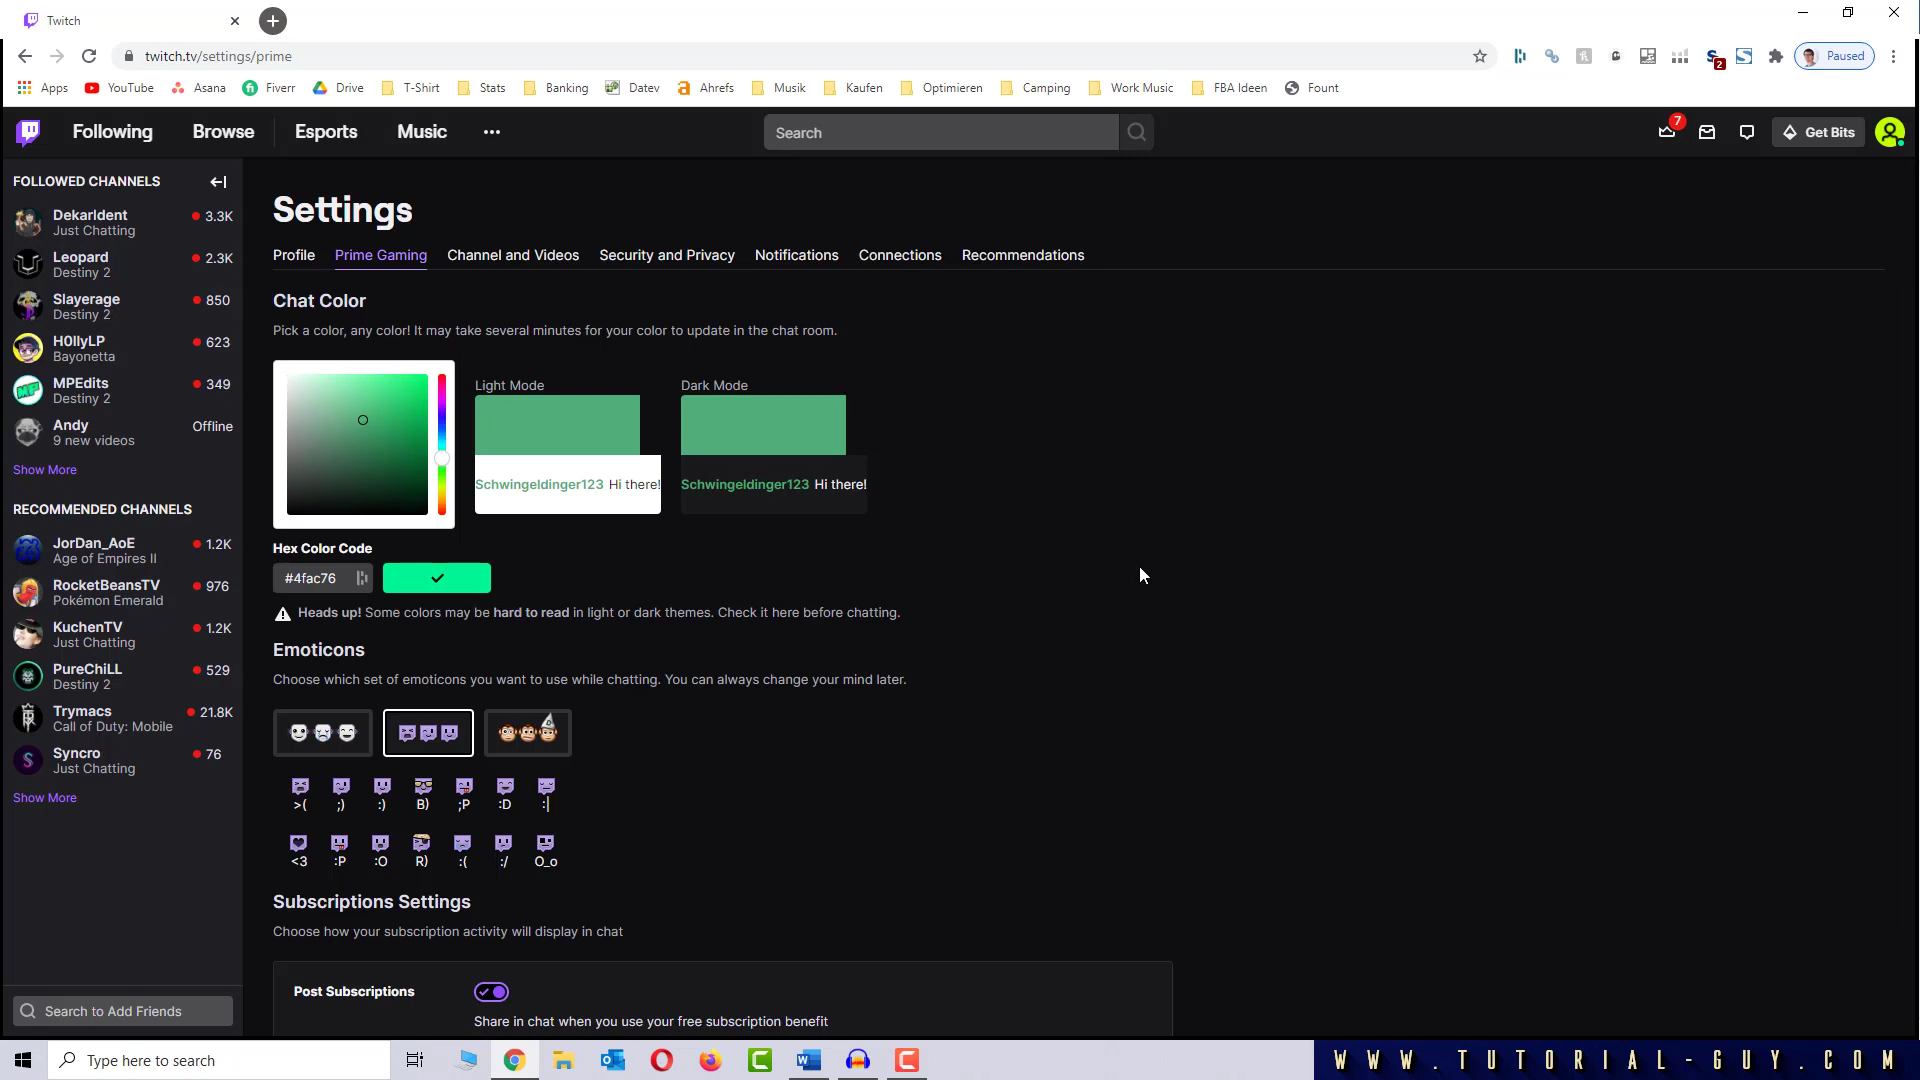 Twitch
twitch.tv/settings/prime
Paused
Apps YouTube Asana Fiverr Drive T-Shirt Stats Banking Datev Ahrefs Musik Kaufen Optimieren Camping Work Music FBA Ideen Fount
2
Following Browse Esports Music
Search
7
Get Bits
FOLLOWED CHANNELS
Dekarldent 3.3K
Just Chatting
Leopard 2.3K
Destiny 2
Slayerage 850
Destiny 2
H0llyLP 623
Bayonetta
MPEdits 349
Destiny 2
Andy Offline
9 new videos
Show More
RECOMMENDED CHANNELS
JorDan_AoE 1.2K
Age of Empires II
RocketBeansTV 976
Pokémon Emerald
KuchenTV 1.2K
Just Chatting
PureChiLL 529
Destiny 2
Trymacs 21.8K
Call of Duty: Mobile
Syncro 76
Just Chatting
Show More
Search to Add Friends
Settings
Profile Prime Gaming Channel and Videos Security and Privacy Notifications Connections Recommendations
Chat Color
Pick a color, any color! It may take several minutes for your color to update in the chat room.
Light Mode Dark Mode
Schwingeldinger123 Hi there! Schwingeldinger123 Hi there!
Hex Color Code
#4fac76
Heads up! Some colors may be hard to read in light or dark themes. Check it here before chatting.
Emoticons
Choose which set of emoticons you want to use while chatting. You can always change your mind later.
>( ;) :) B) ;P :D :|
<3 :P :O R) :( :/ O_o
Subscriptions Settings
Choose how your subscription activity will display in chat
Post Subscriptions
Share in chat when you use your free subscription benefit
Type here to search
WWW.TUTORIAL-GUY.COM